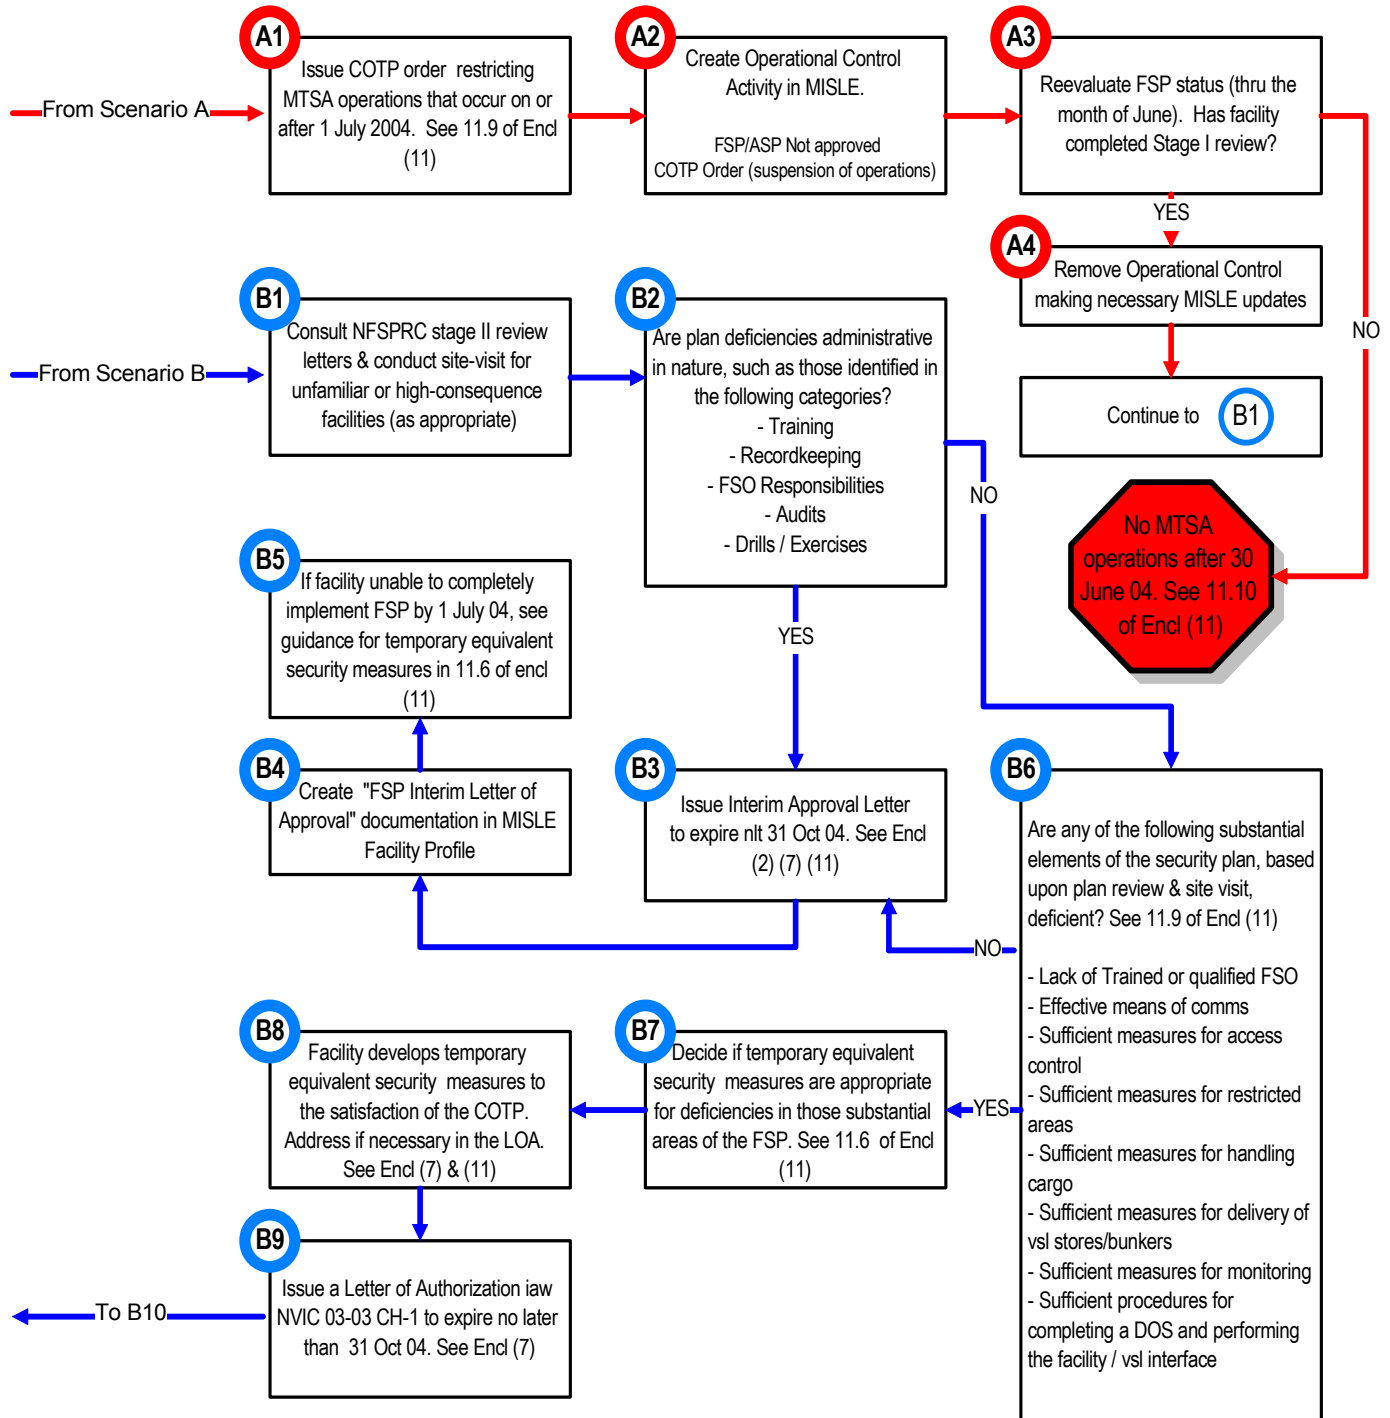 A1
Issue COTP order restricting
MTSA operations that occur on or
after 1 July 2004. See 11.9 of Encl
(11)
A2
Create Operational Control
Activity in MISLE.
FSP/ASP Not approved
COTP Order (suspension of operations)
A3
Reevaluate FSP status (thru the
month of June). Has facility
completed Stage I review?
From Scenario A
YES
NO
A4
Remove Operational Control
making necessary MISLE updates
Continue to B1
No MTSA
operations after 30
June 04. See 11.10
of Encl (11)
From Scenario B
B1
Consult NFSPRC stage II review
letters & conduct site-visit for
unfamiliar or high-consequence
facilities (as appropriate)
B2
Are plan deficiencies administrative
in nature, such as those identified in
the following categories?
- Training
- Recordkeeping
- FSO Responsibilities
- Audits
- Drills / Exercises
NO
YES
B5
If facility unable to completely
implement FSP by 1 July 04, see
guidance for temporary equivalent
security measures in 11.6 of encl
(11)
B4
Create "FSP Interim Letter of
Approval" documentation in MISLE
Facility Profile
B3
Issue Interim Approval Letter
to expire nlt 31 Oct 04. See Encl
(2) (7) (11)
B6
Are any of the following substantial
elements of the security plan, based
upon plan review & site visit,
deficient? See 11.9 of Encl (11)
- Lack of Trained or qualified FSO
- Effective means of comms
- Sufficient measures for access
control
- Sufficient measures for restricted
areas
- Sufficient measures for handling
cargo
- Sufficient measures for delivery of
vsl stores/bunkers
- Sufficient measures for monitoring
- Sufficient procedures for
completing a DOS and performing
the facility / vsl interface
NO
YES
B7
Decide if temporary equivalent
security measures are appropriate
for deficiencies in those substantial
areas of the FSP. See 11.6 of Encl
(11)
B8
Facility develops temporary
equivalent security measures to
the satisfaction of the COTP.
Address if necessary in the LOA.
See Encl (7) & (11)
B9
Issue a Letter of Authorization iaw
NVIC 03-03 CH-1 to expire no later
than 31 Oct 04. See Encl (7)
To B10